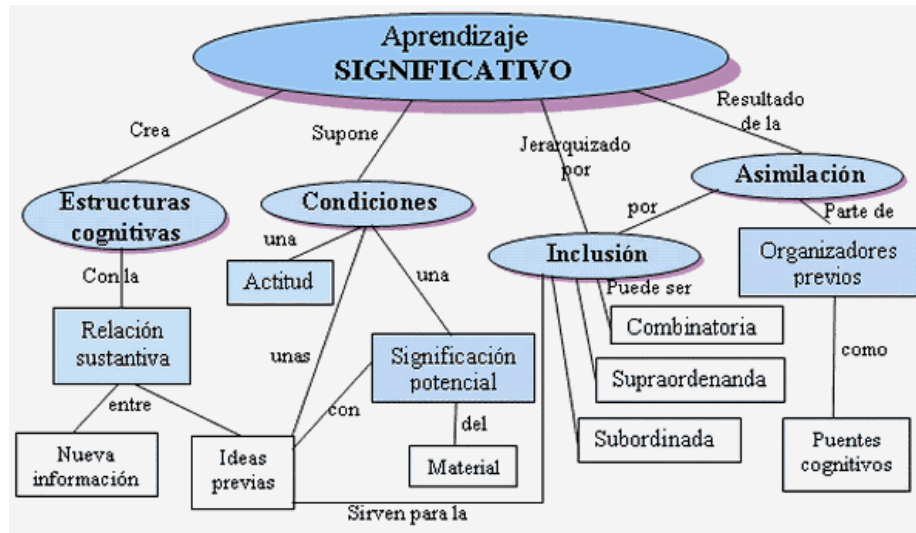 Aprendizaje
SIGNIFICATIVO
Crea
Supone
Jerarquizado
por
Resultado
de la
Estructuras
cognitivas
Condiciones
Asimilación
por
Parte de
Inclusión
Con la
una
Actitud
una
Puede ser
Organizadores
previos
Relación
sustantiva
unas
Significación
potencial
Combinatoria
Supraordenanda
Subordinada
como
entre
con
del
Nueva
información
Ideas
previas
Material
Puentes
cognitivos
Sirven para la